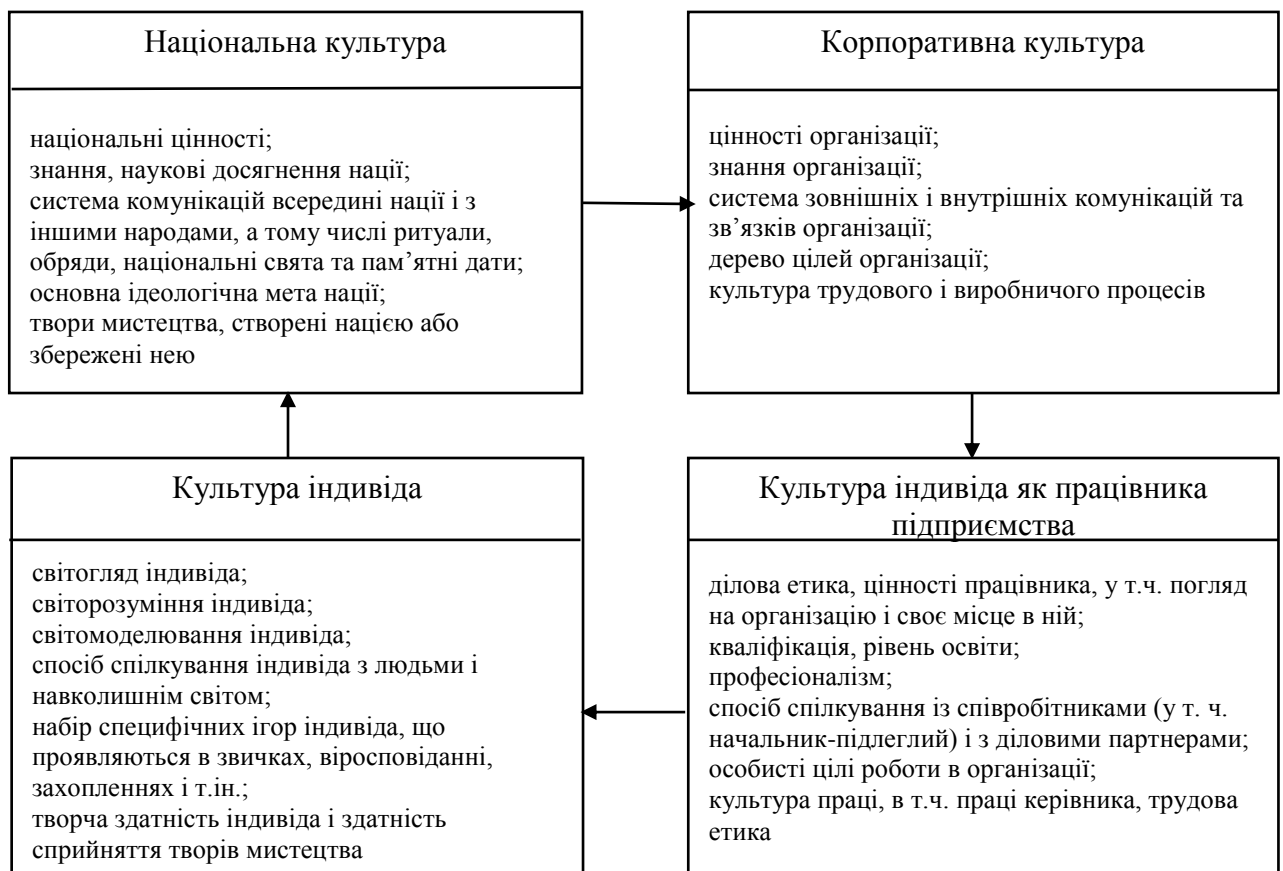 Національна культура
національні цінності;
знання, наукові досягнення нації;
система комунікацій всередині нації і з
іншими народами, а тому числі ритуали,
обряди, національні свята та пам’ятні дати;
основна ідеологічна мета нації;
твори мистецтва, створені нацією або
збережені нею
Корпоративна культура
цінності організації;
знання організації;
система зовнішніх і внутрішніх комунікацій та
зв’язків організації;
дерево цілей організації;
культура трудового і виробничого процесів
Культура індивіда
світогляд індивіда;
світорозуміння індивіда;
світомоделювання індивіда;
спосіб спілкування індивіда з людьми і
навколишнім світом;
набір специфічних ігор індивіда, що
проявляються в звичках, віросповіданні,
захопленнях і т.ін.;
творча здатність індивіда і здатність
сприйняття творів мистецтва
Культура індивіда як працівника
підприємства
ділова етика, цінності працівника, у т.ч. погляд
на організацію і своє місце в ній;
кваліфікація, рівень освіти;
професіоналізм;
спосіб спілкування із співробітниками (у т. ч.
начальник-підлеглий) і з діловими партнерами;
особисті цілі роботи в організації;
культура праці, в т.ч. праці керівника, трудова
етика